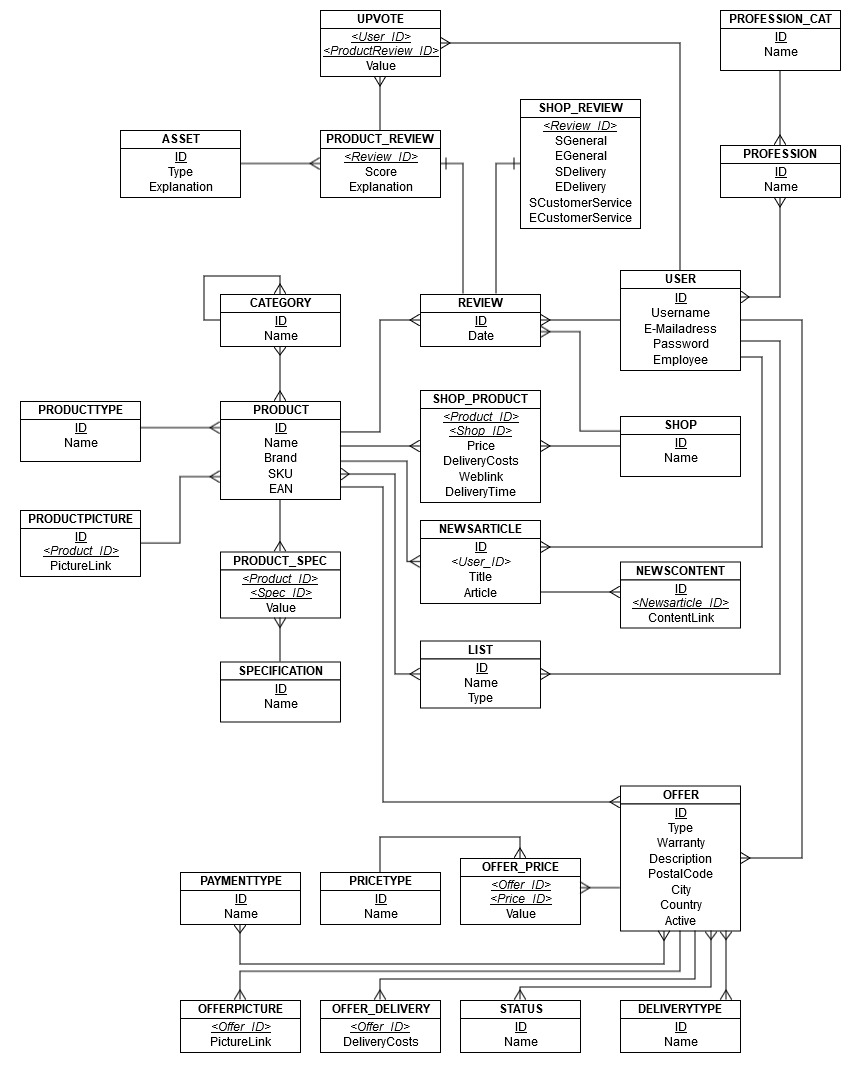 UPVOTE
<User_ID>
<ProductReview_ID>
Value
PROFESSION_CAT
ID
Name
SHOP_REVIEW
<Review_ID>
SGeneral
EGeneral
SDelivery
EDelivery
SCustomerService
ECustomerService
ASSET
ID
Type
Explanation
PRODUCT_REVIEW
<Review_ID>
Score
Explanation
PROFESSION
ID
Name
CATEGORY
ID
Name
REVIEW
ID
Date
USER
ID
Username
E-Mailadress
Password
Employee
PRODUCTTYPE
ID
Name
PRODUCT
ID
Name
Brand
SKU
EAN
SHOP_PRODUCT
<Product_ID>
<Shop_ID>
Price
DeliveryCosts
Weblink
DeliveryTime
SHOP
ID
Name
PRODUCTPICTURE
ID
<Product_ID>
PictureLink
PRODUCT_SPEC
<Product_ID>
<Spec_ID>
Value
NEWSARTICLE
ID
<User_ID>
Title
Article
NEWSCONTENT
ID
<Newsarticle_ID>
ContentLink
SPECIFICATION
ID
Name
LIST
ID
Name
Type
OFFER
ID
Type
Warranty
Description
PostalCode
City
Country
Active
PAYMENTTYPE
ID
Name
PRICETYPE
ID
Name
OFFER_PRICE
<Offer_ID>
<Price_ID>
Value
OFFERPICTURE
<Offer_ID>
PictureLink
OFFER_DELIVERY
<Offer_ID>
DeliveryCosts
STATUS
ID
Name
DELIVERYTYPE
ID
Name